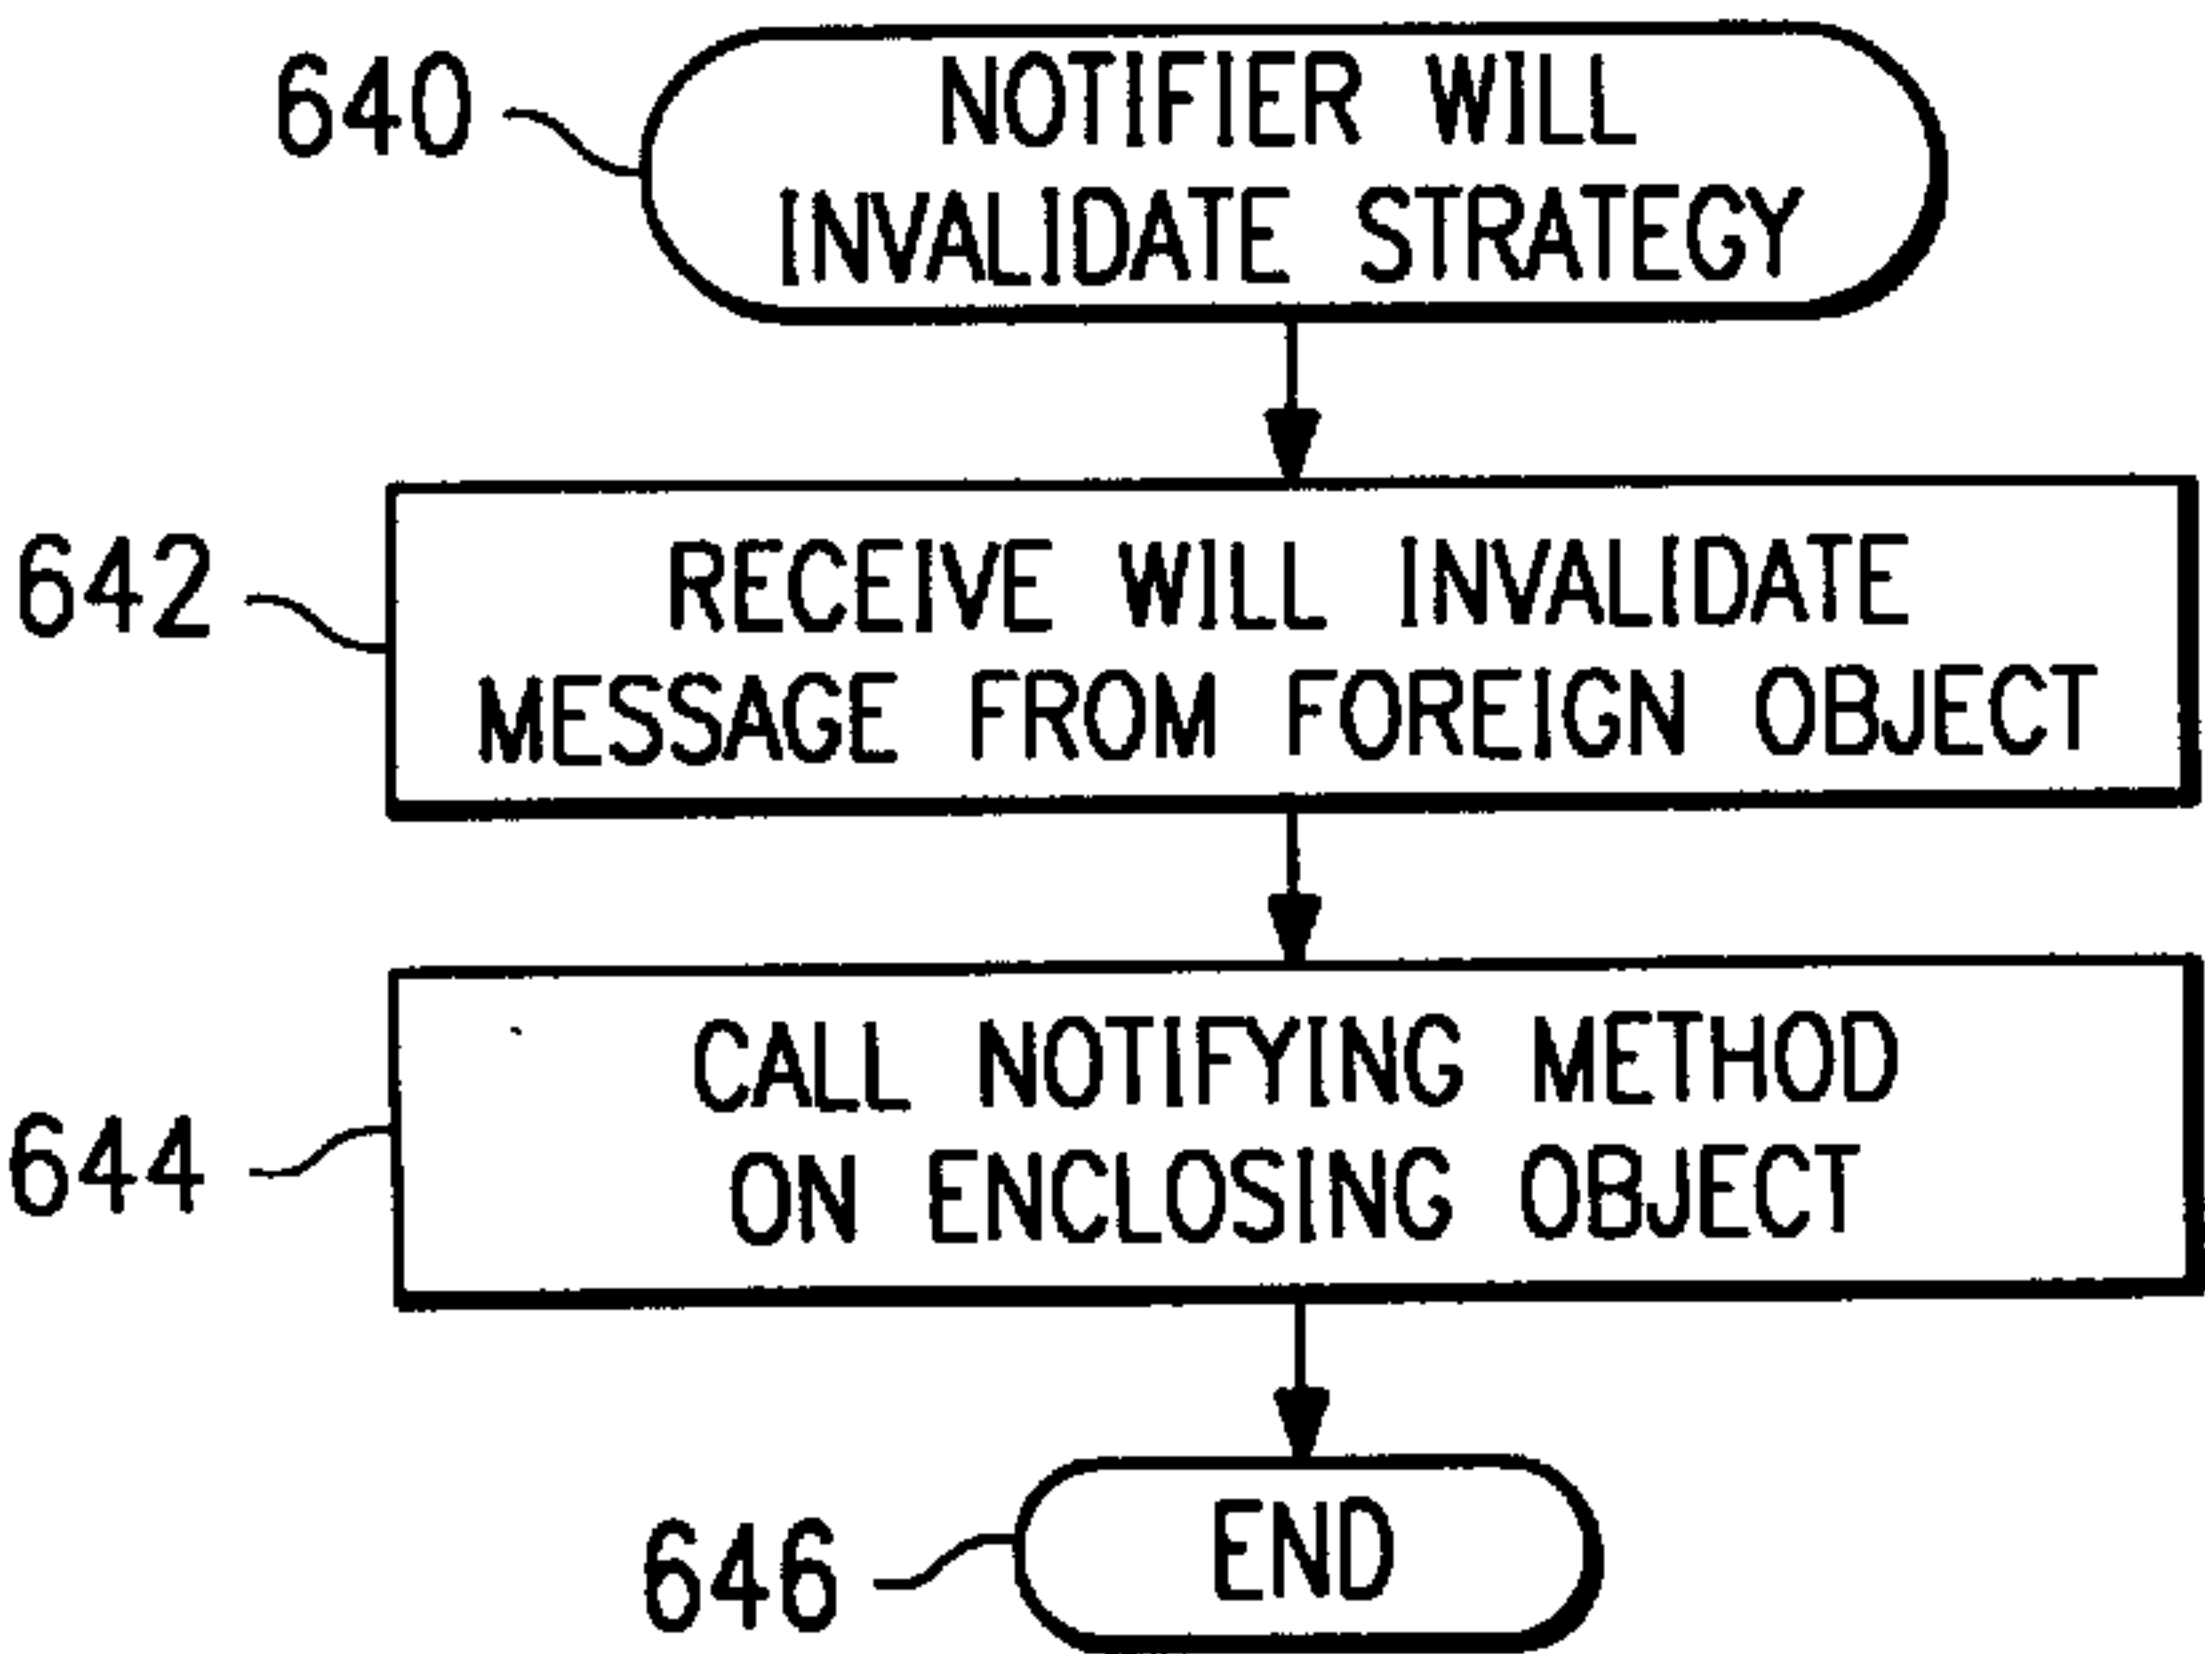 640
NOTIFIER WILL
INVALIDATE STRATEGY
642
RECEIVE WILL INVALIDATE
MESSAGE FROM FOREIGN OBJECT
644
CALL NOTIFYING METHOD
ON ENCLOSING OBJECT
646
END